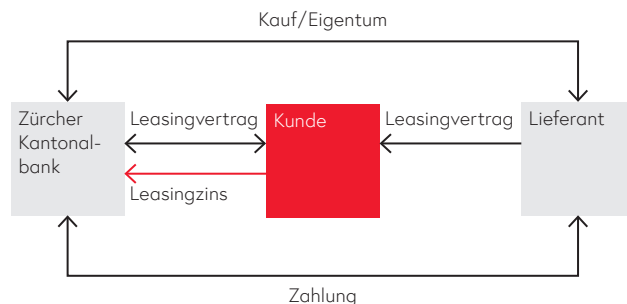 Kauf/Eigentum
Zürcher
Kantonal-
bank
Leasingvertrag
Leasingzins
Kunde
Leasingvertrag
Lieferant
Zahlung